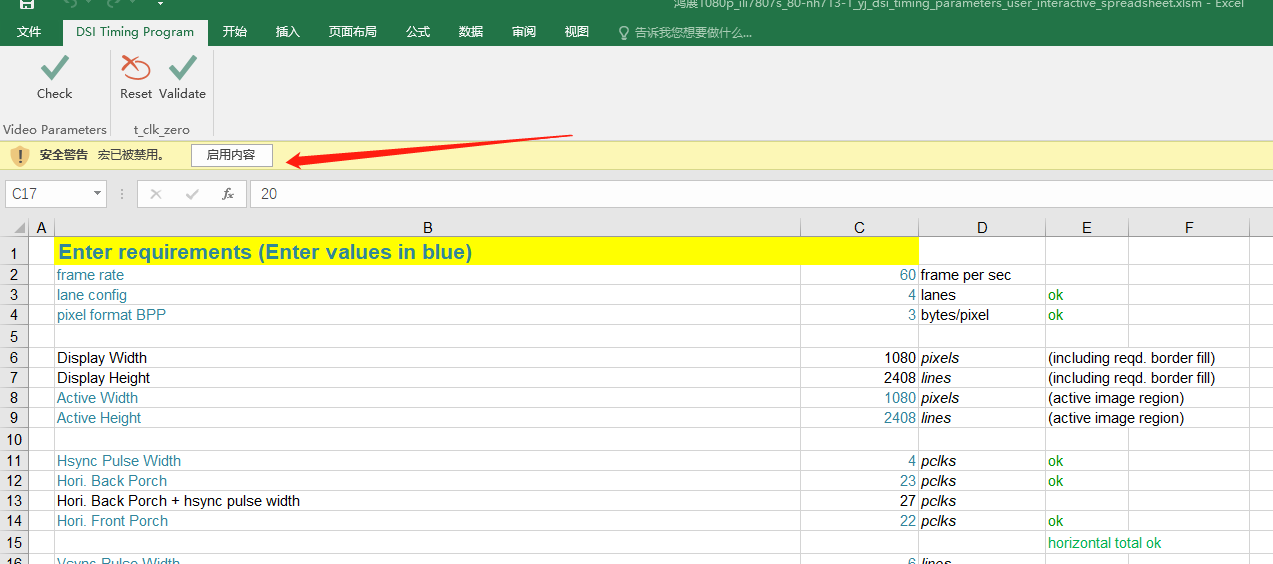 鸿展1080p_ili7807s_80-nh713-1_yj_dsi_timing_parameters_user_interactive_spreadsheet.xlsm - Excel
文件 DSI Timing Program 开始 插入 页面布局 公式 数据 审阅 视图 告诉我您想要做什么...
Check Reset Validate
Video Parameters t_clk_zero
安全警告 宏已被禁用。 启用内容
C17 fx 20
A B C D E F
1 Enter requirements (Enter values in blue)
2 frame rate 60 frame per sec
3 lane config 4 lanes ok
4 pixel format BPP 3 bytes/pixel ok
5
6 Display Width 1080 pixels (including reqd. border fill)
7 Display Height 2408 lines (including reqd. border fill)
8 Active Width 1080 pixels (active image region)
9 Active Height 2408 lines (active image region)
10
11 Hsync Pulse Width 4 pclks ok
12 Hori. Back Porch 23 pclks ok
13 Hori. Back Porch + hsync pulse width 27 pclks
14 Hori. Front Porch 22 pclks ok
15 horizontal total ok
16 Vsync Pulse Width 6 lines